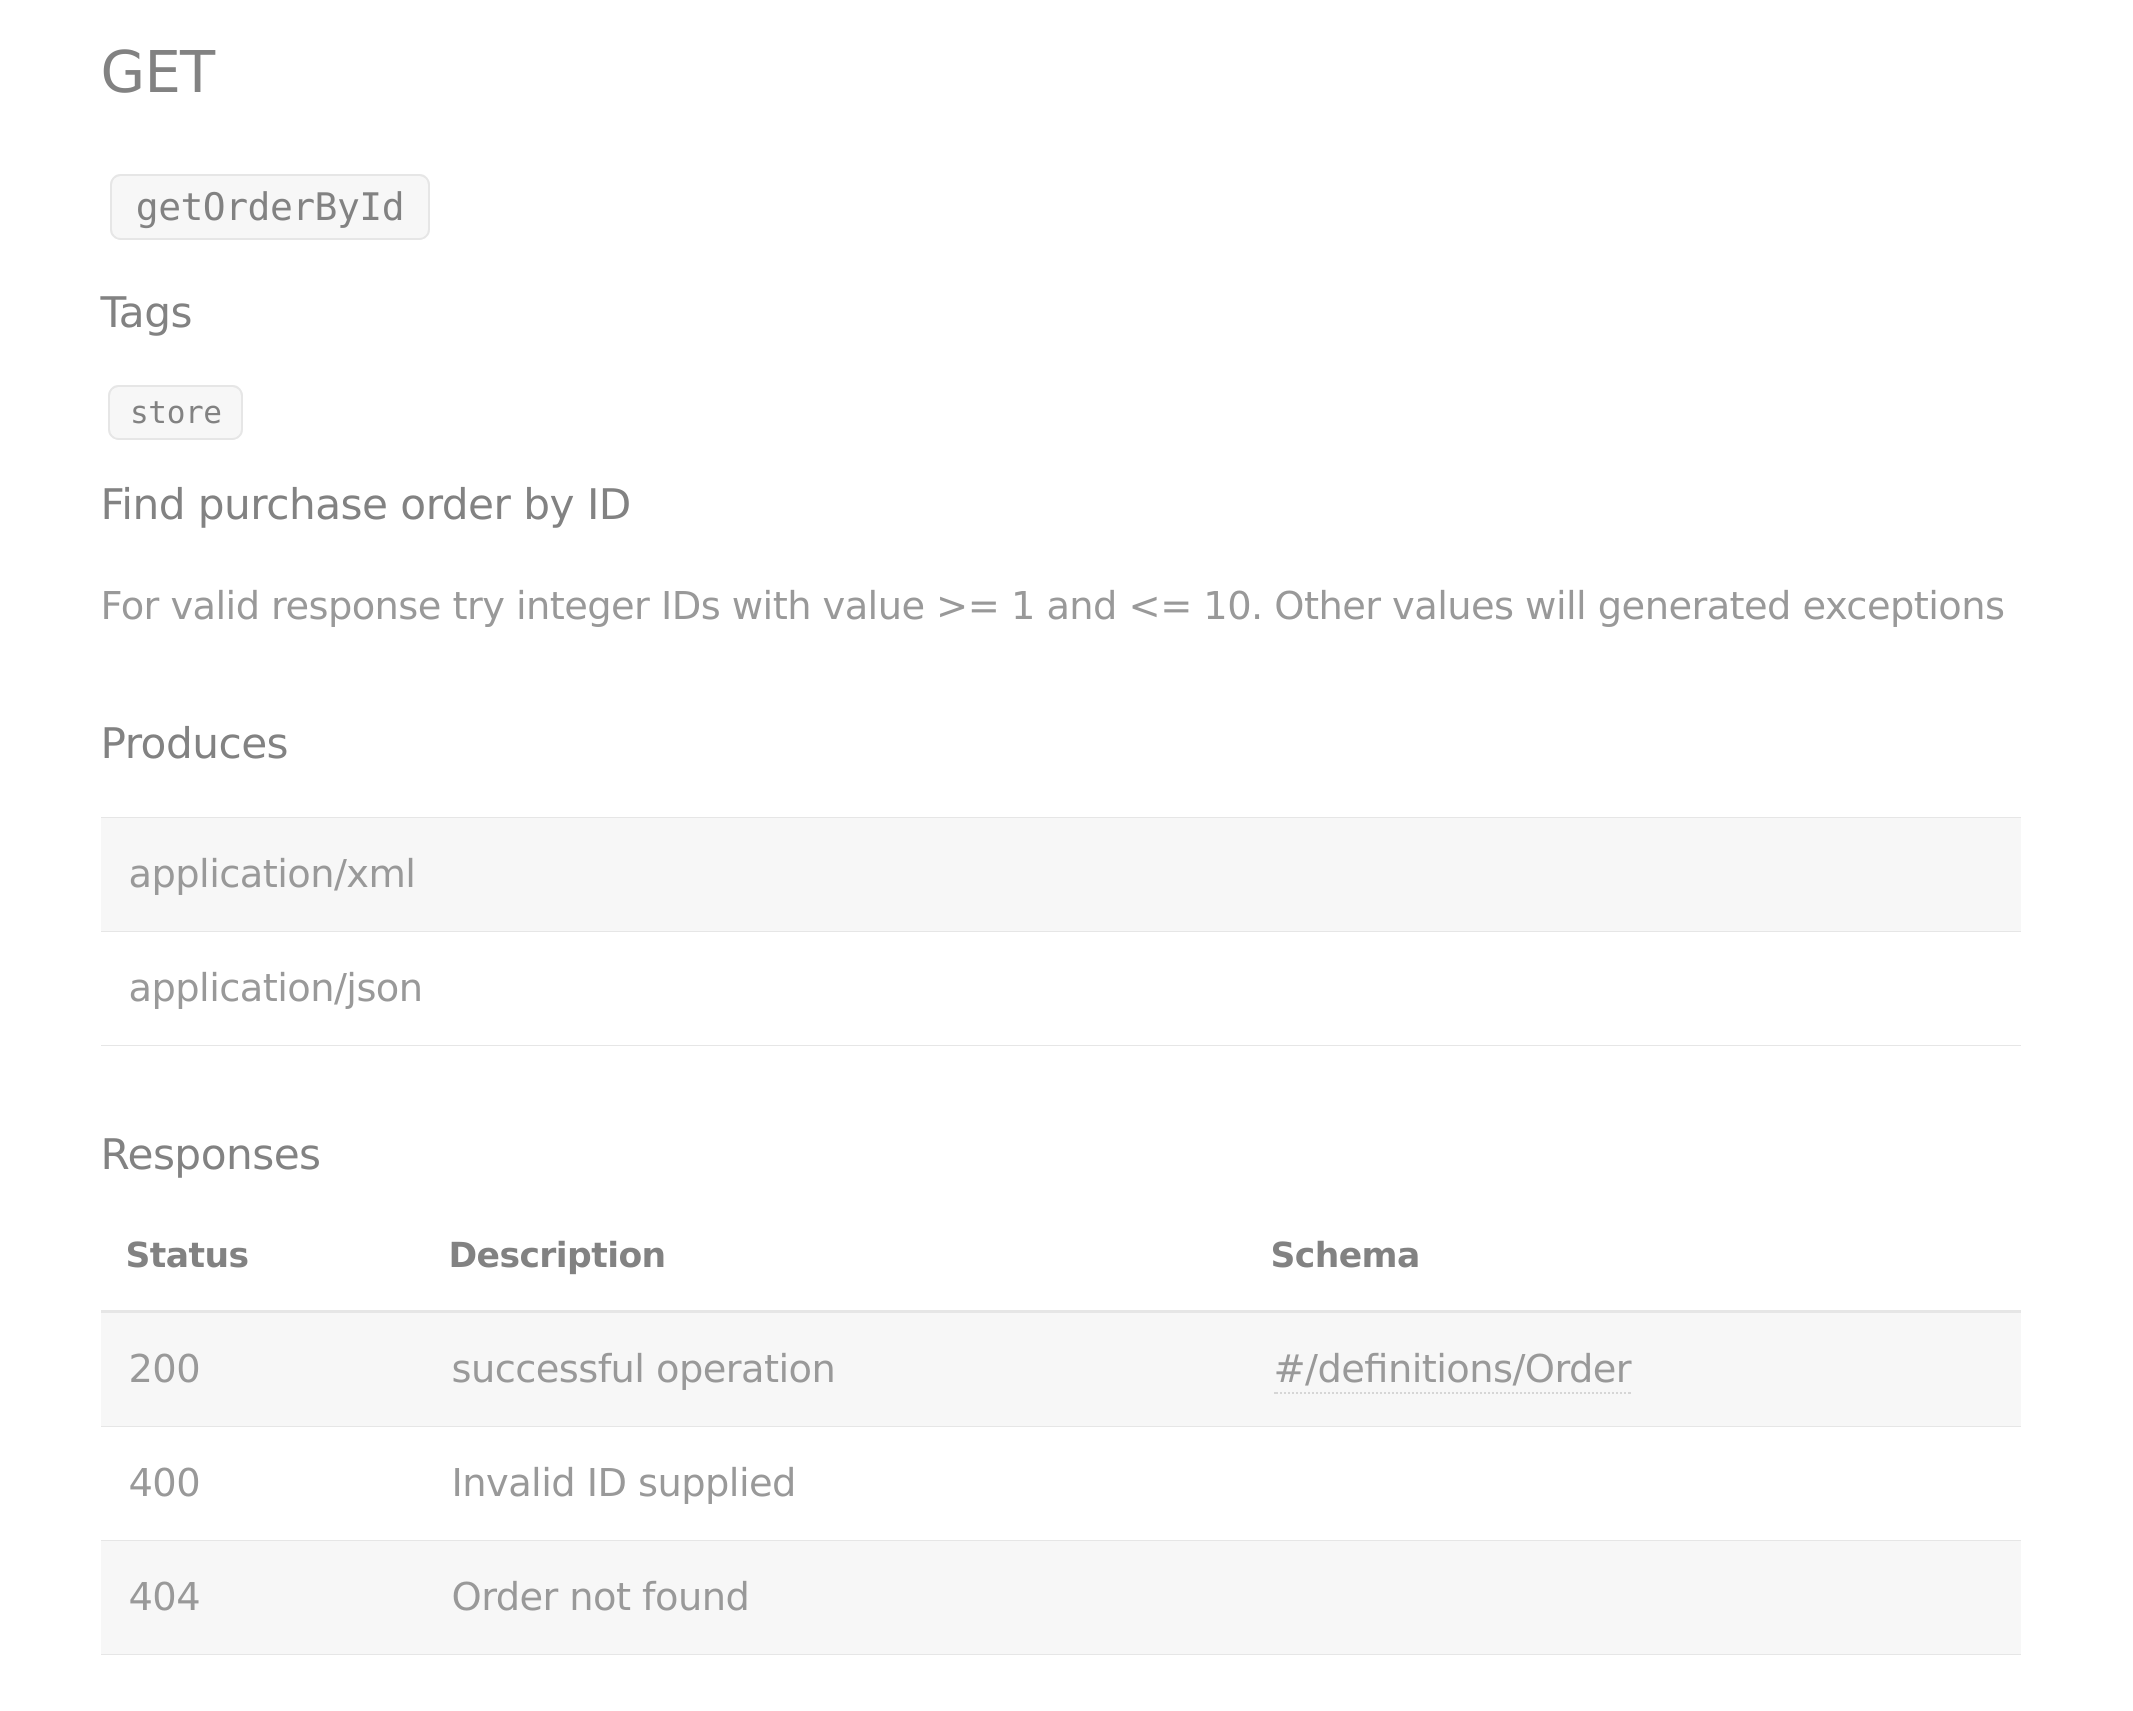 GET
getOrderById
Tags
store
Find purchase order by ID
For valid response try integer IDs with value >= 1 and <= 10. Other values will generated exceptions
Produces
application/xml
application/json
Responses
Status Description Schema
200 successful operation #/definitions/Order
400 Invalid ID supplied
404 Order not found